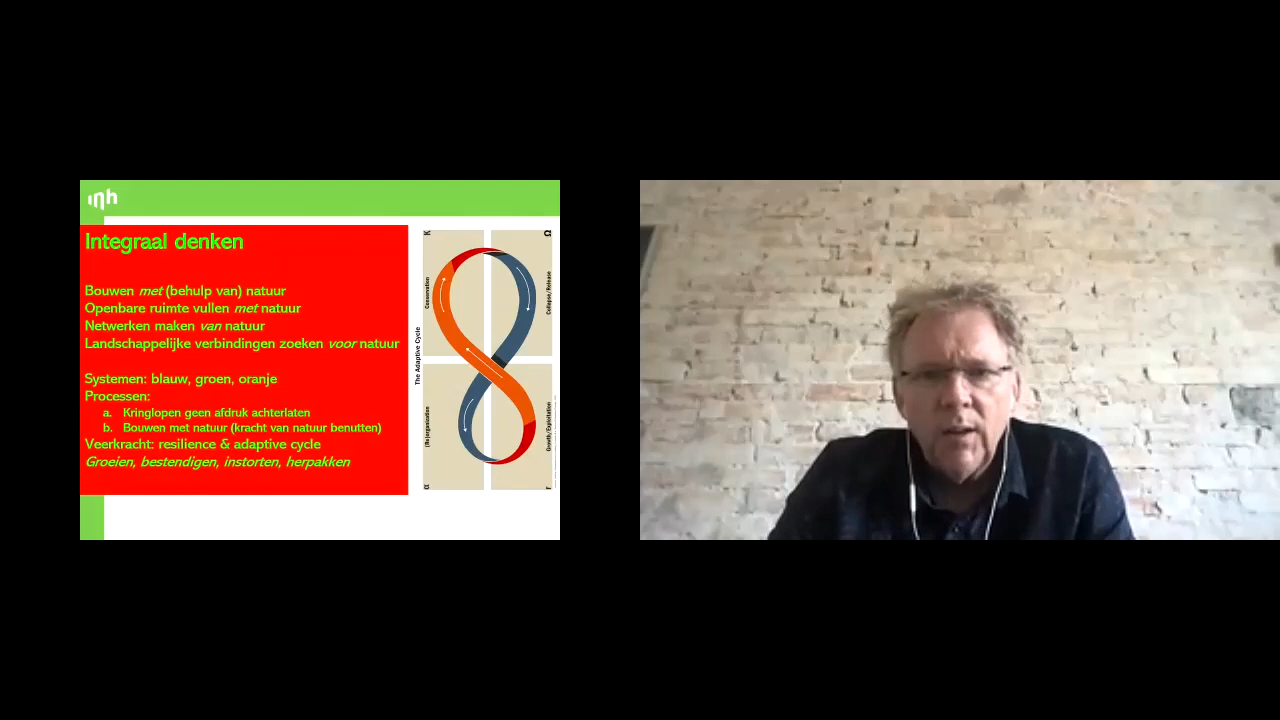 inh
Integraal denken
Bouwen met (behulp van) natuur
Openbare ruimte vullen met natuur
Netwerken maken van natuur
Landschappelijke verbindingen zoeken voor natuur
Systemen: blauw, groen, oranje
Processen:
a. Kringlopen geen afdruk achterlaten
b. Bouwen met natuur (kracht van natuur benutten)
Veerkracht: resilience & adaptive cycle
Groeien, bestendigen, instorten, herpakken
The Adaptive Cycle
K
Conservation
Ω
Collapse/Release
α
(Re)organization
r
Growth/Exploitation